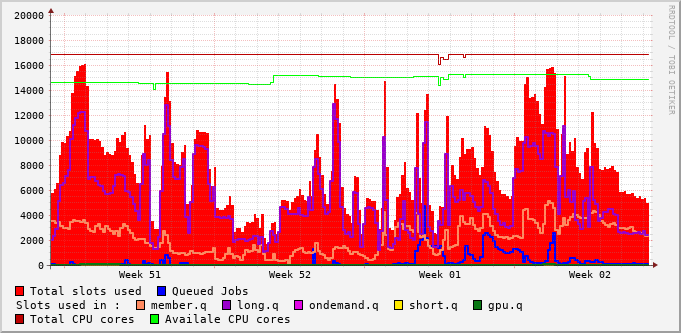 20000
18000
16000
14000
12000
10000
8000
6000
4000
2000
0
Week 51 Week 52 Week 01 Week 02
RRDTOOL / TOBI OETIKER
Total slots used Queued Jobs
Slots used in : member.q long.q ondemand.q short.q gpu.q
Total CPU cores Availale CPU cores